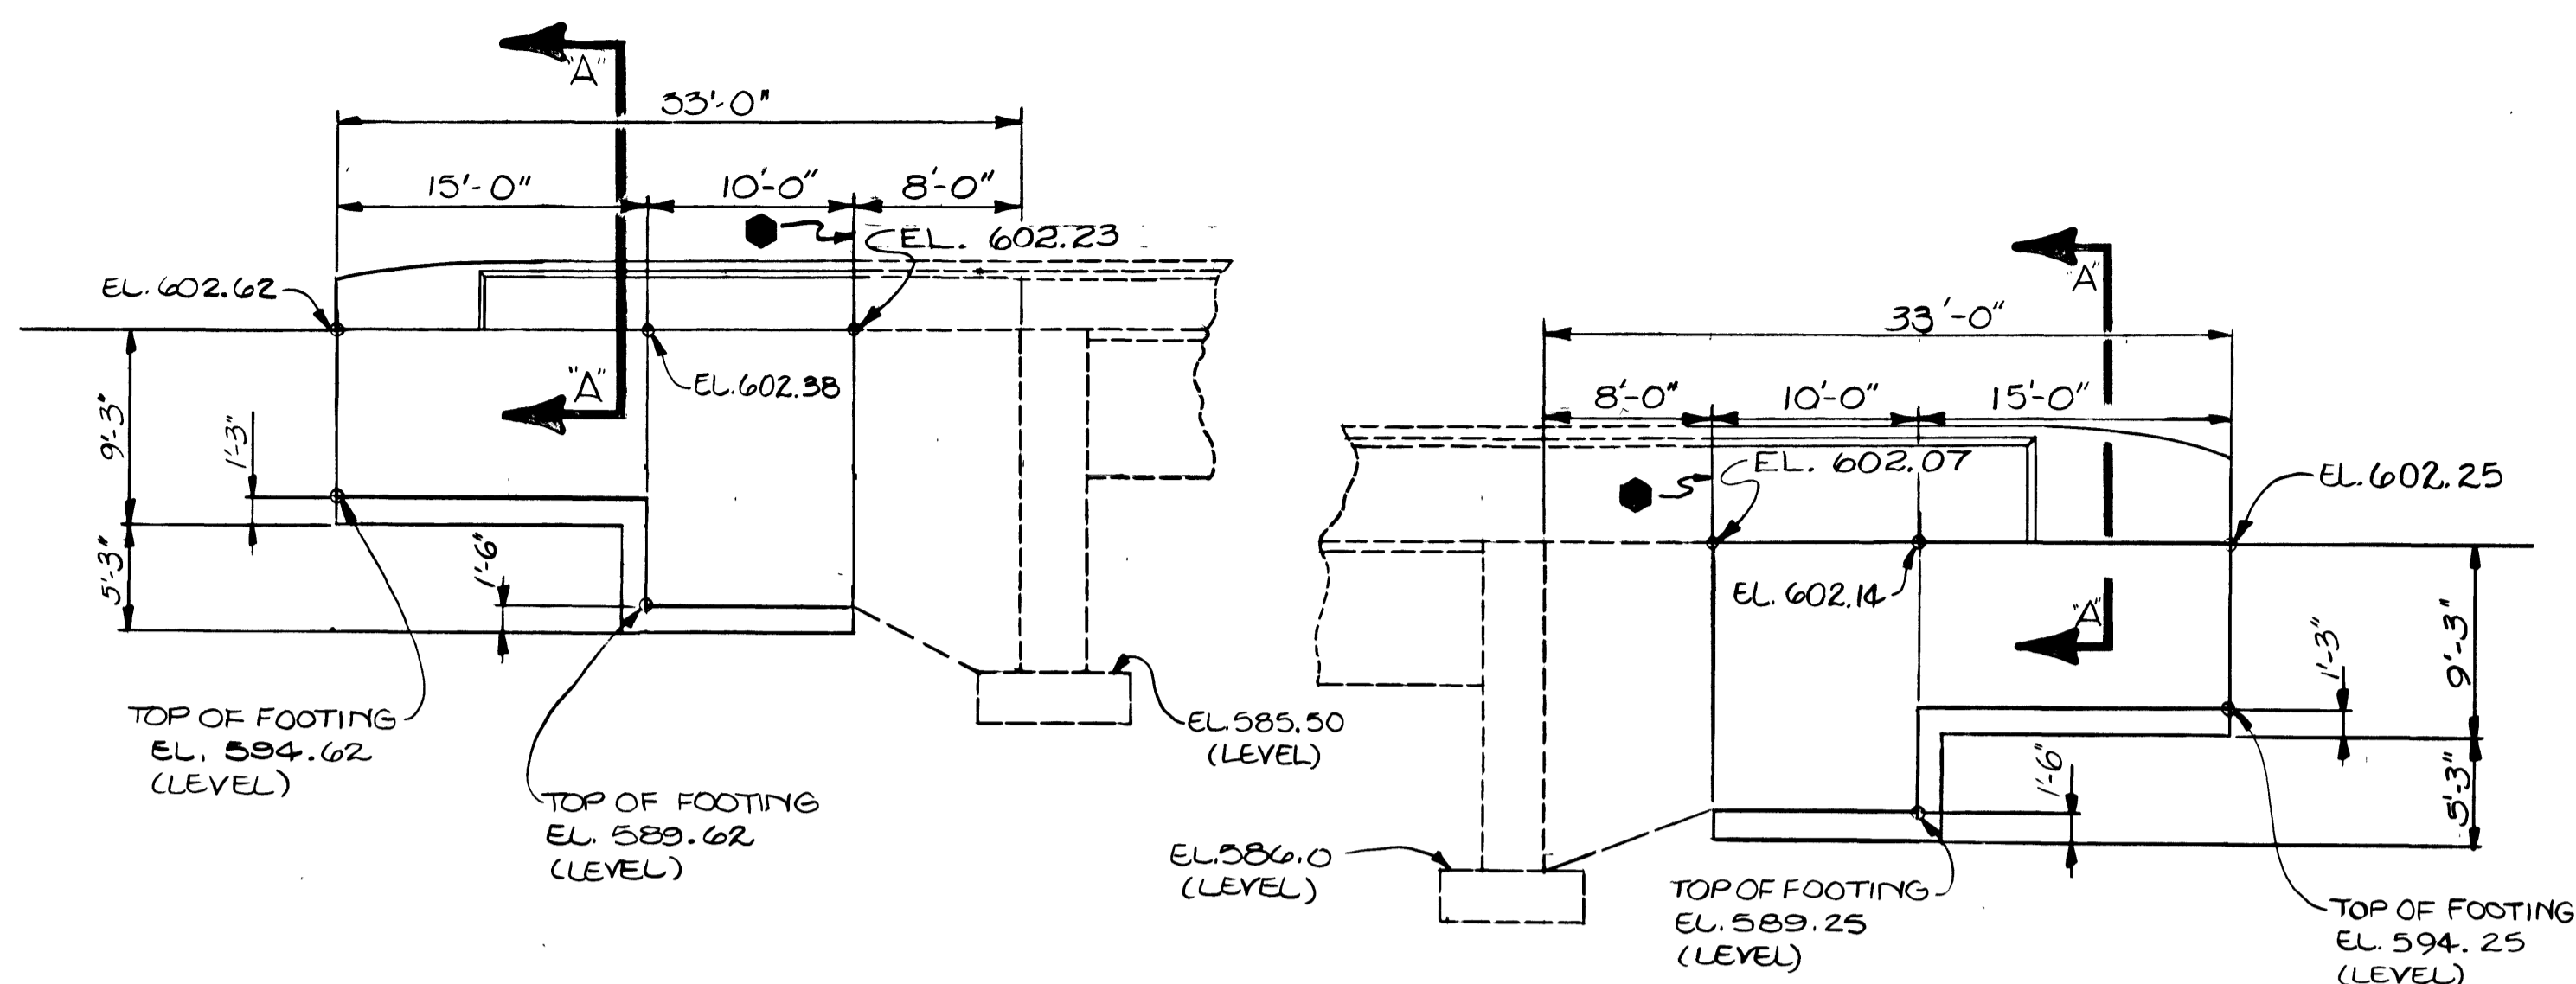 "A"
33'-0"
15'-0"
10'-0"
8'-0"
EL. 602.23
EL. 602.62
"A"
EL. 602.38
9'-3"
1'-3"
5'-3"
1'-6"
TOP OF FOOTING
EL. 594.62
(LEVEL)
TOP OF FOOTING
EL. 589.62
(LEVEL)
EL. 585.50
(LEVEL)
"A"
33'-0"
8'-0"
10'-0"
15'-0"
EL. 602.07
EL. 602.25
EL. 602.14
"A"
1'-3"
9'-3"
1'-6"
5'-3"
EL. 586.0
(LEVEL)
TOP OF FOOTING
EL. 589.25
(LEVEL)
TOP OF FOOTING
EL. 594.25
(LEVEL)